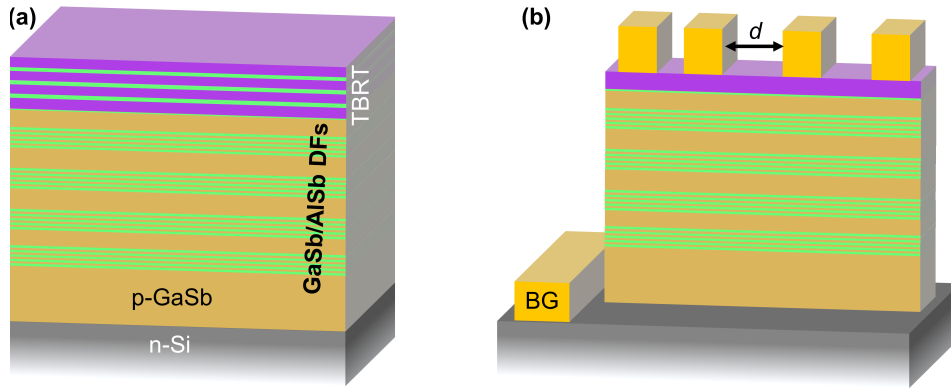 (a)
TBRT
GaSb/AlSb DFs
p-GaSb
n-Si
(b)
d
BG